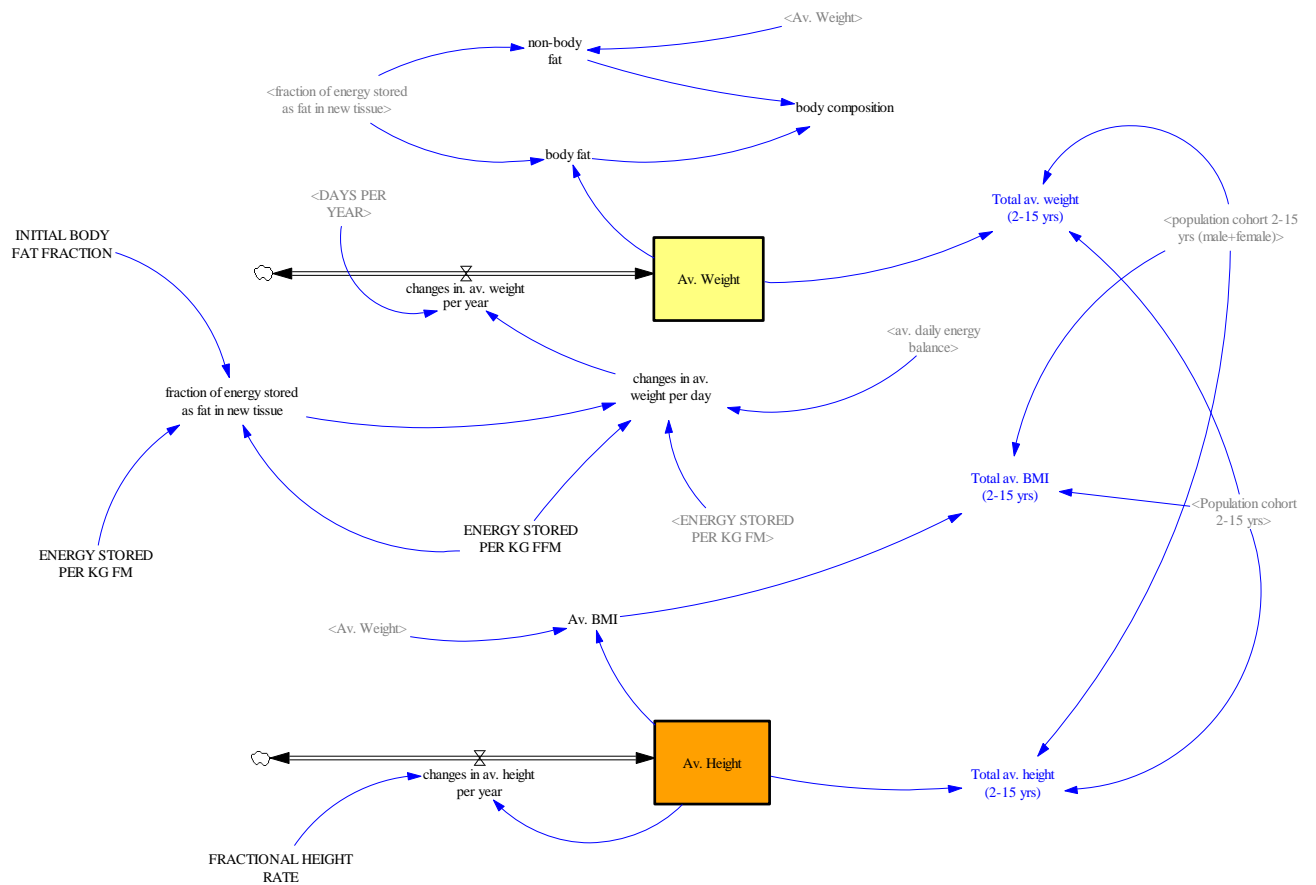 <Av. Weight>
non-body
fat
<fraction of energy stored
as fat in new tissue>
body composition
body fat
<DAYS PER
YEAR>
Total av. weight
(2-15 yrs)
<population cohort 2-15
yrs (male+female)>
INITIAL BODY
FAT FRACTION
Av. Weight
changes in. av. weight
per year
<av. daily energy
balance>
changes in av.
weight per day
fraction of energy stored
as fat in new tissue
Total av. BMI
(2-15 yrs)
<Population cohort
2-15 yrs>
<ENERGY STORED
PER KG FM>
ENERGY STORED
PER KG FFM
ENERGY STORED
PER KG FM
<Av. Weight>
Av. BMI
Av. Height
changes in av. height
per year
Total av. height
(2-15 yrs)
FRACTIONAL HEIGHT
RATE